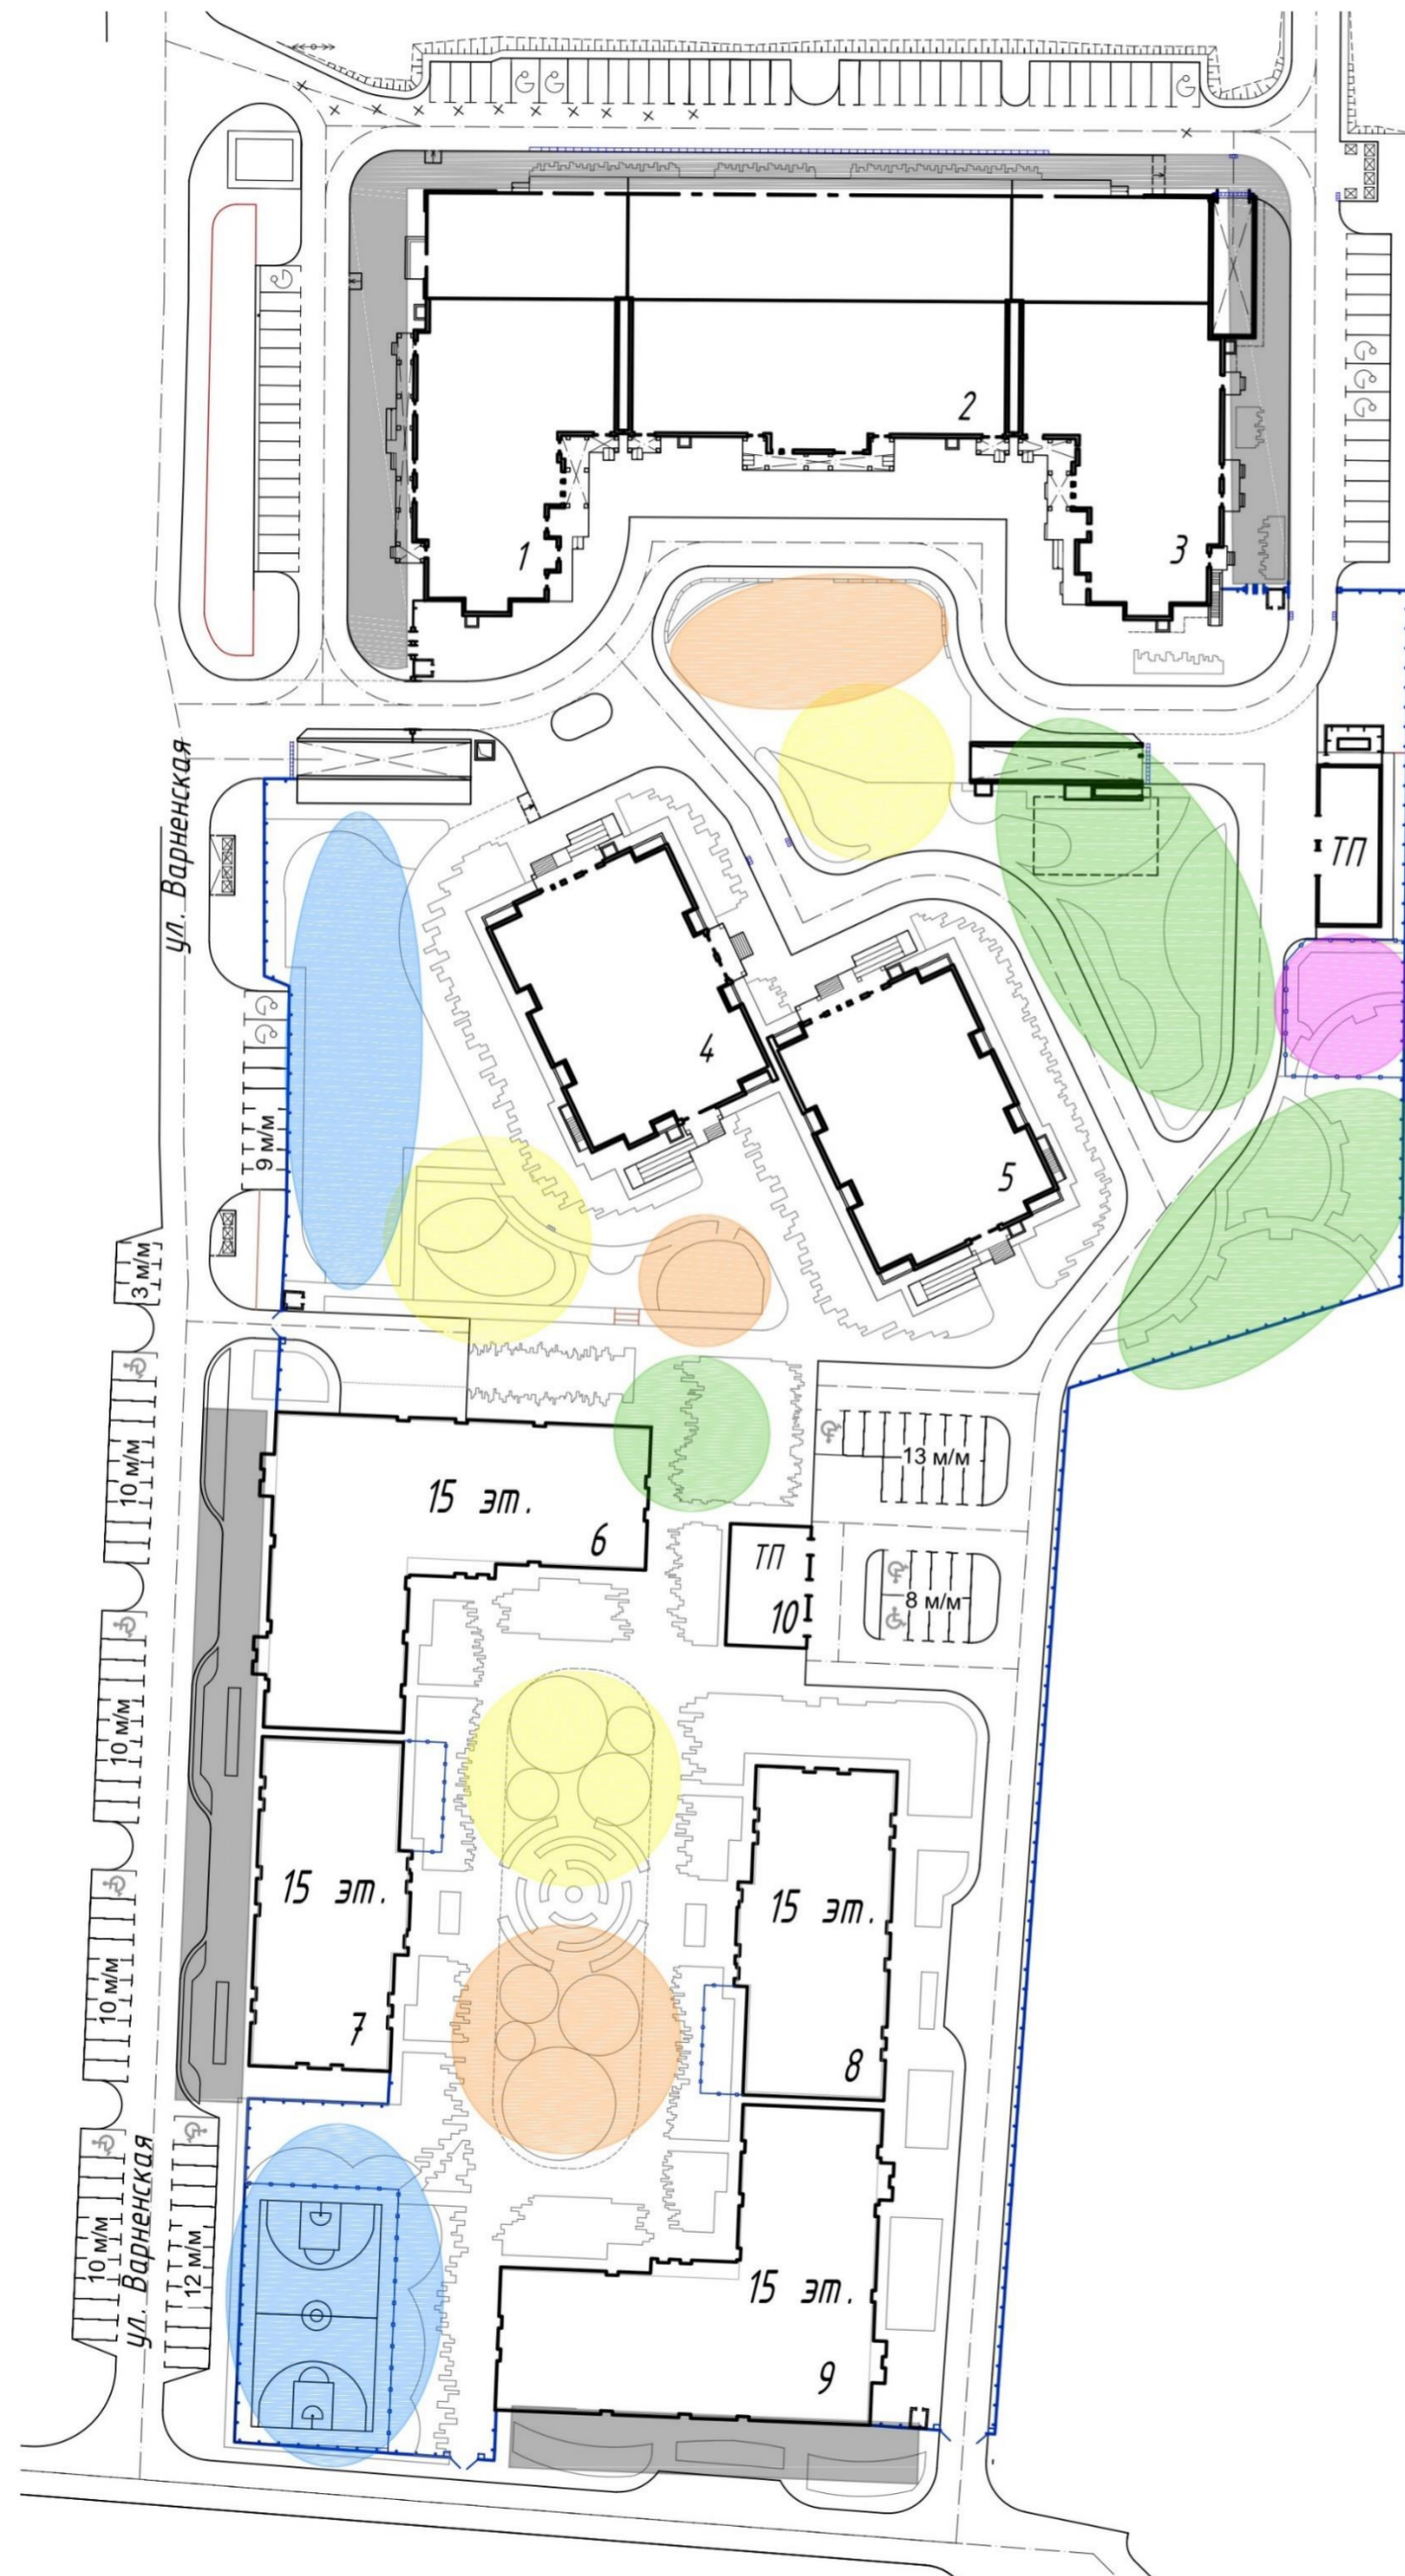 2
1
3
ул. Варненская
ТП
4
9 м/м
5
3 м/м
10 м/м
13 м/м
15 эт.
6
ТП
8 м/м
10
10 м/м
15 эт.
15 эт.
10 м/м
7
8
ул. Варненская
10 м/м
12 м/м
15 эт.
9